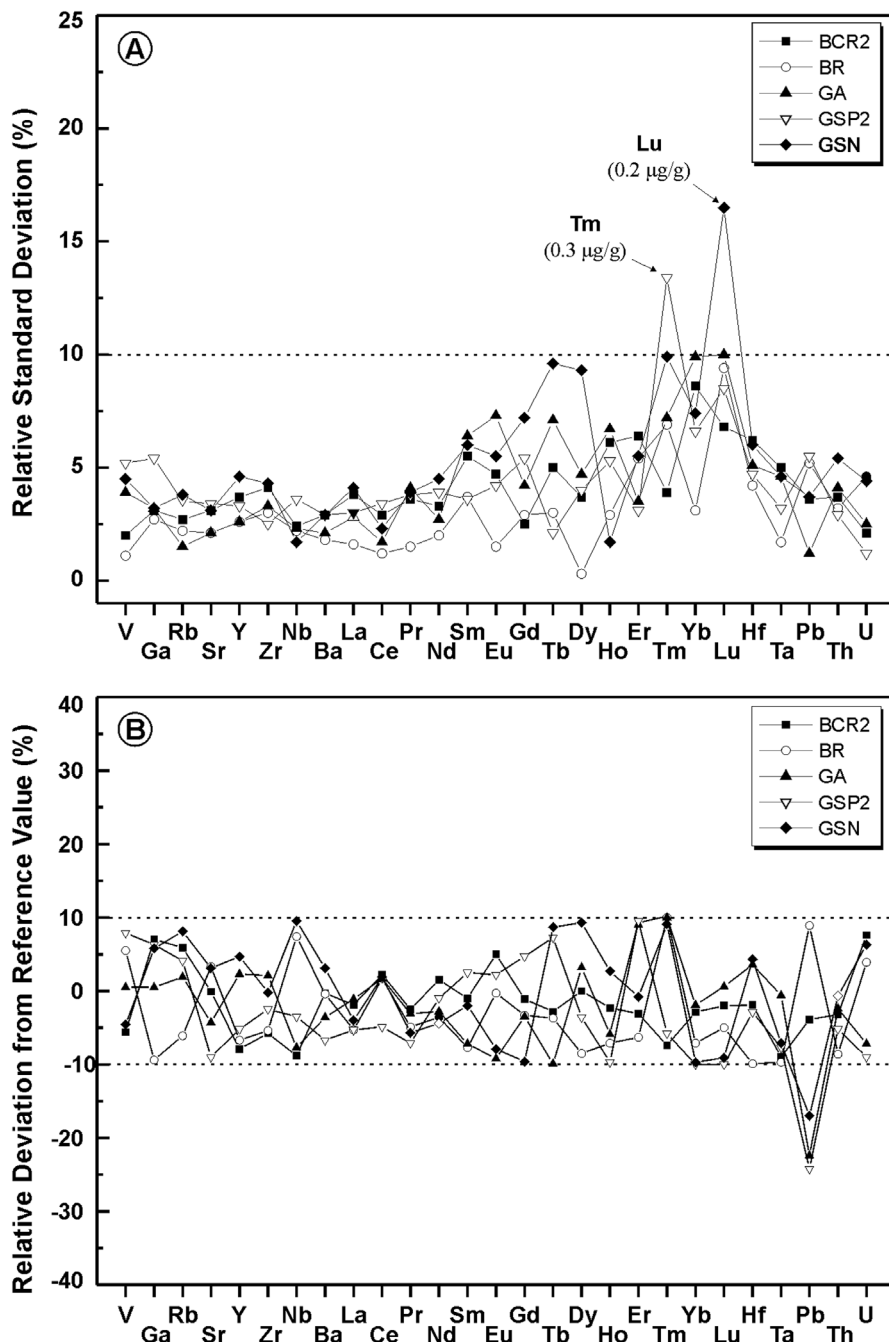 25
20
15
10
5
0
Relative Standard Deviation (%)
A
BCR2
BR
GA
GSP2
GSN
Lu
(0.2 μg/g)
Tm
(0.3 μg/g)
V Rb Y Nb La Pr Sm Gd Dy Er Yb Hf Pb U
Ga Sr Zr Ba Ce Nd Eu Tb Ho Tm Lu Ta Th
40
30
20
10
0
-10
-20
-30
-40
Relative Deviation from Reference Value (%)
B
BCR2
BR
GA
GSP2
GSN
V Rb Y Nb La Pr Sm Gd Dy Er Yb Hf Pb U
Ga Sr Zr Ba Ce Nd Eu Tb Ho Tm Lu Ta Th